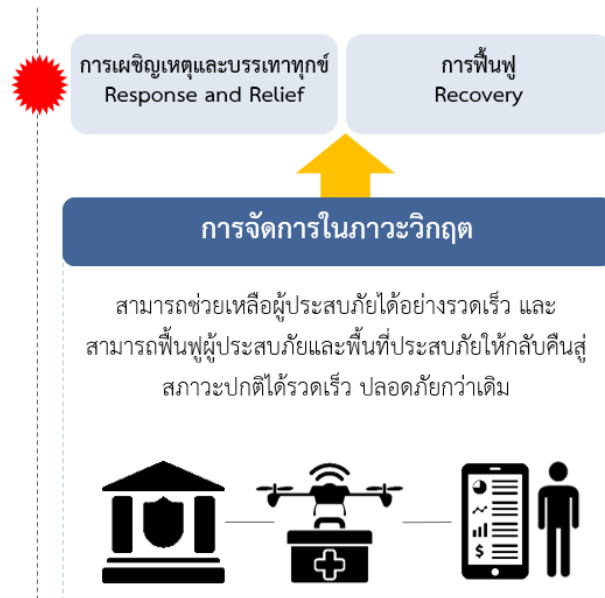 การเผชิญเหตุและบรรเทาทุกข์
Response and Relief
การฟื้นฟู
Recovery
การจัดการในภาวะวิกฤต
สามารถช่วยเหลือผู้ประสบภัยได้อย่างรวดเร็ว และ
สามารถฟื้นฟูผู้ประสบภัยและพื้นที่ประสบภัยให้กลับคืนสู่
สภาวะปกติได้รวดเร็ว ปลอดภัยกว่าเดิม
$